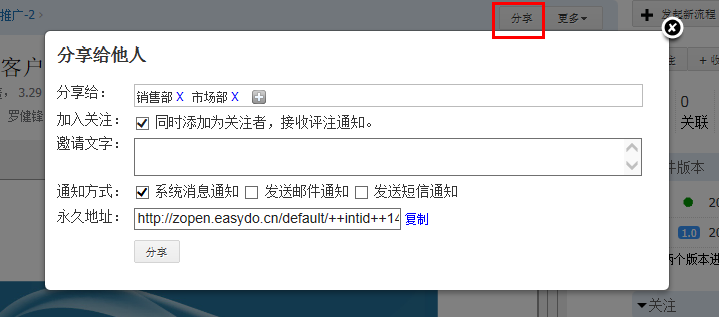 推广-2 >
分享 更多
发起新流程
分享给他人
客户
3.29
罗健锋
分享给： 销售部 X 市场部 X
加入关注： 同时添加为关注者，接收评注通知。
邀请文字：
通知方式： 系统消息通知 发送邮件通知 发送短信通知
永久地址： http://zopen.easydo.cn/default/++intid++14 复制
分享
+ 收
0
关联
件版本
20
1.0 20
两个版本进
关注